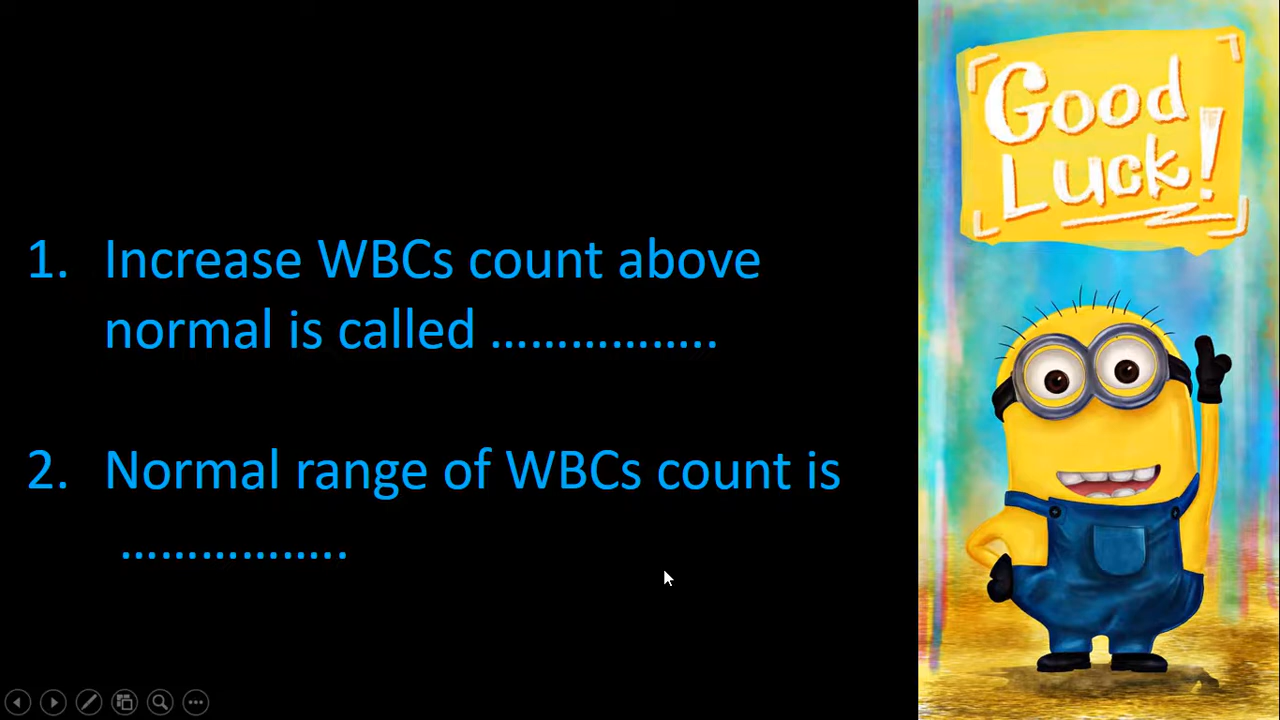 Good
Luck!
1. Increase WBCs count above
normal is called ……………..
2. Normal range of WBCs count is
……………..